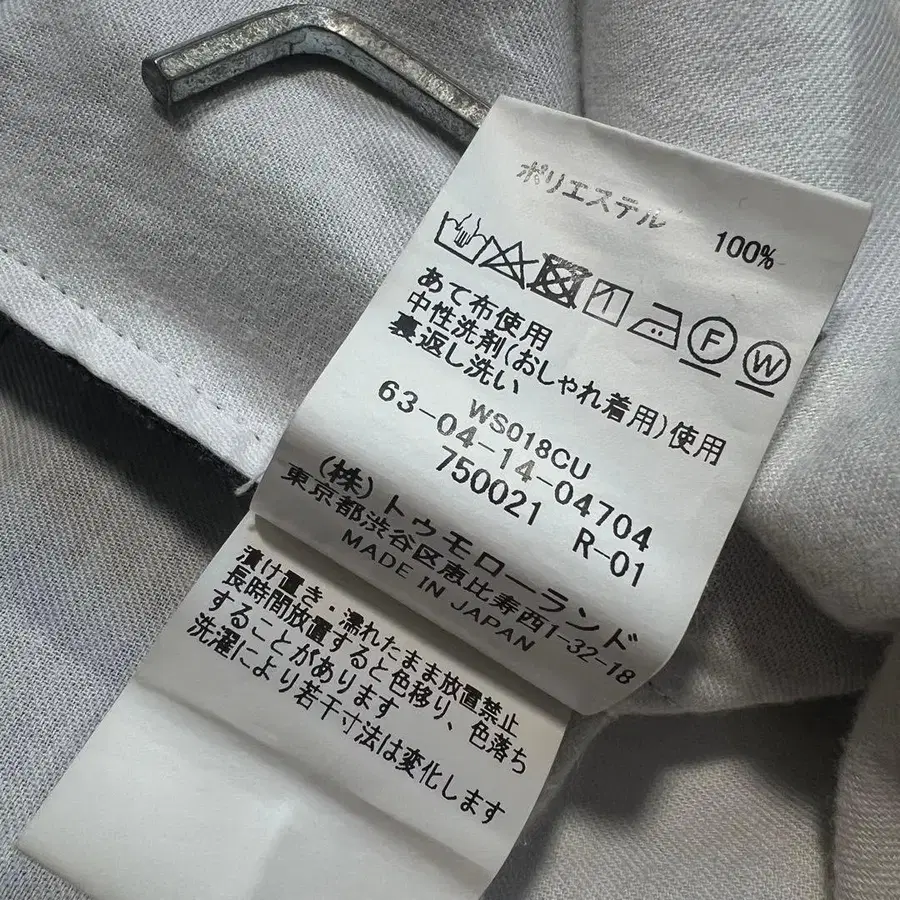 ポリエステル 100%
F W
あて布使用
中性洗剤(おしゃれ着用)使用
裏返し洗い
WS018CU
63-04-14-04704
750021 R-01
(株)トゥモローランド
東京都渋谷区恵比寿西1-32-18
MADE IN JAPAN
漬け置き・濡れたまま放置禁止
長時間放置すると色移り、色落ち
することがあります
洗濯により若干寸法は変化します